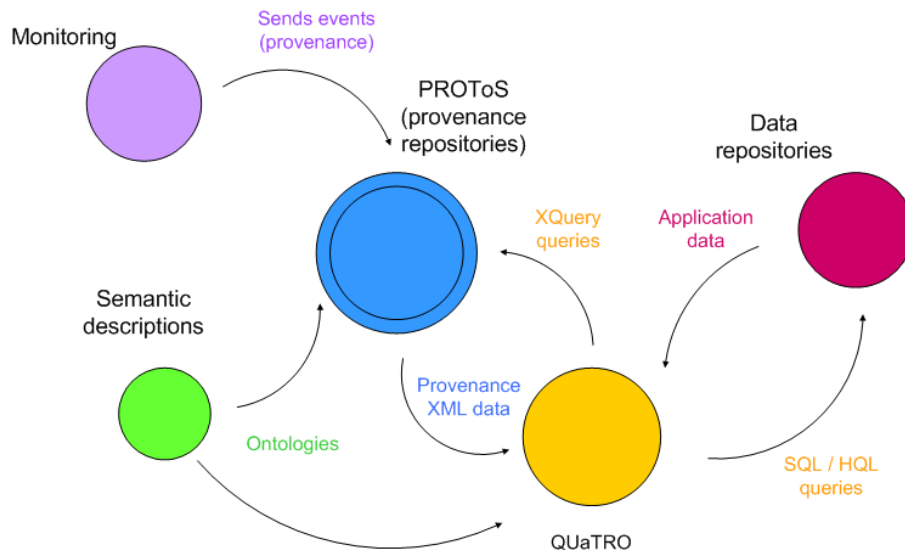 Sends events
(provenance)
Monitoring
PROToS
(provenance
repositories)
Data
repositories
XQuery
queries
Application
data
Semantic
descriptions
Provenance
XML data
Ontologies
SQL / HQL
queries
QUaTRO